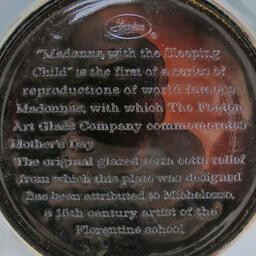 Fenton ®
"Madonna with the Sleeping
Child" is the first of a series of
reproductions of world famous
Madonnas, with which The Fenton
Art Glass Company commemorates
Mother's Day
The original glazed terra cotta relief
from which this plate was designed
has been attributed to Michelozzo,
a 15th century artist of the
Florentine school